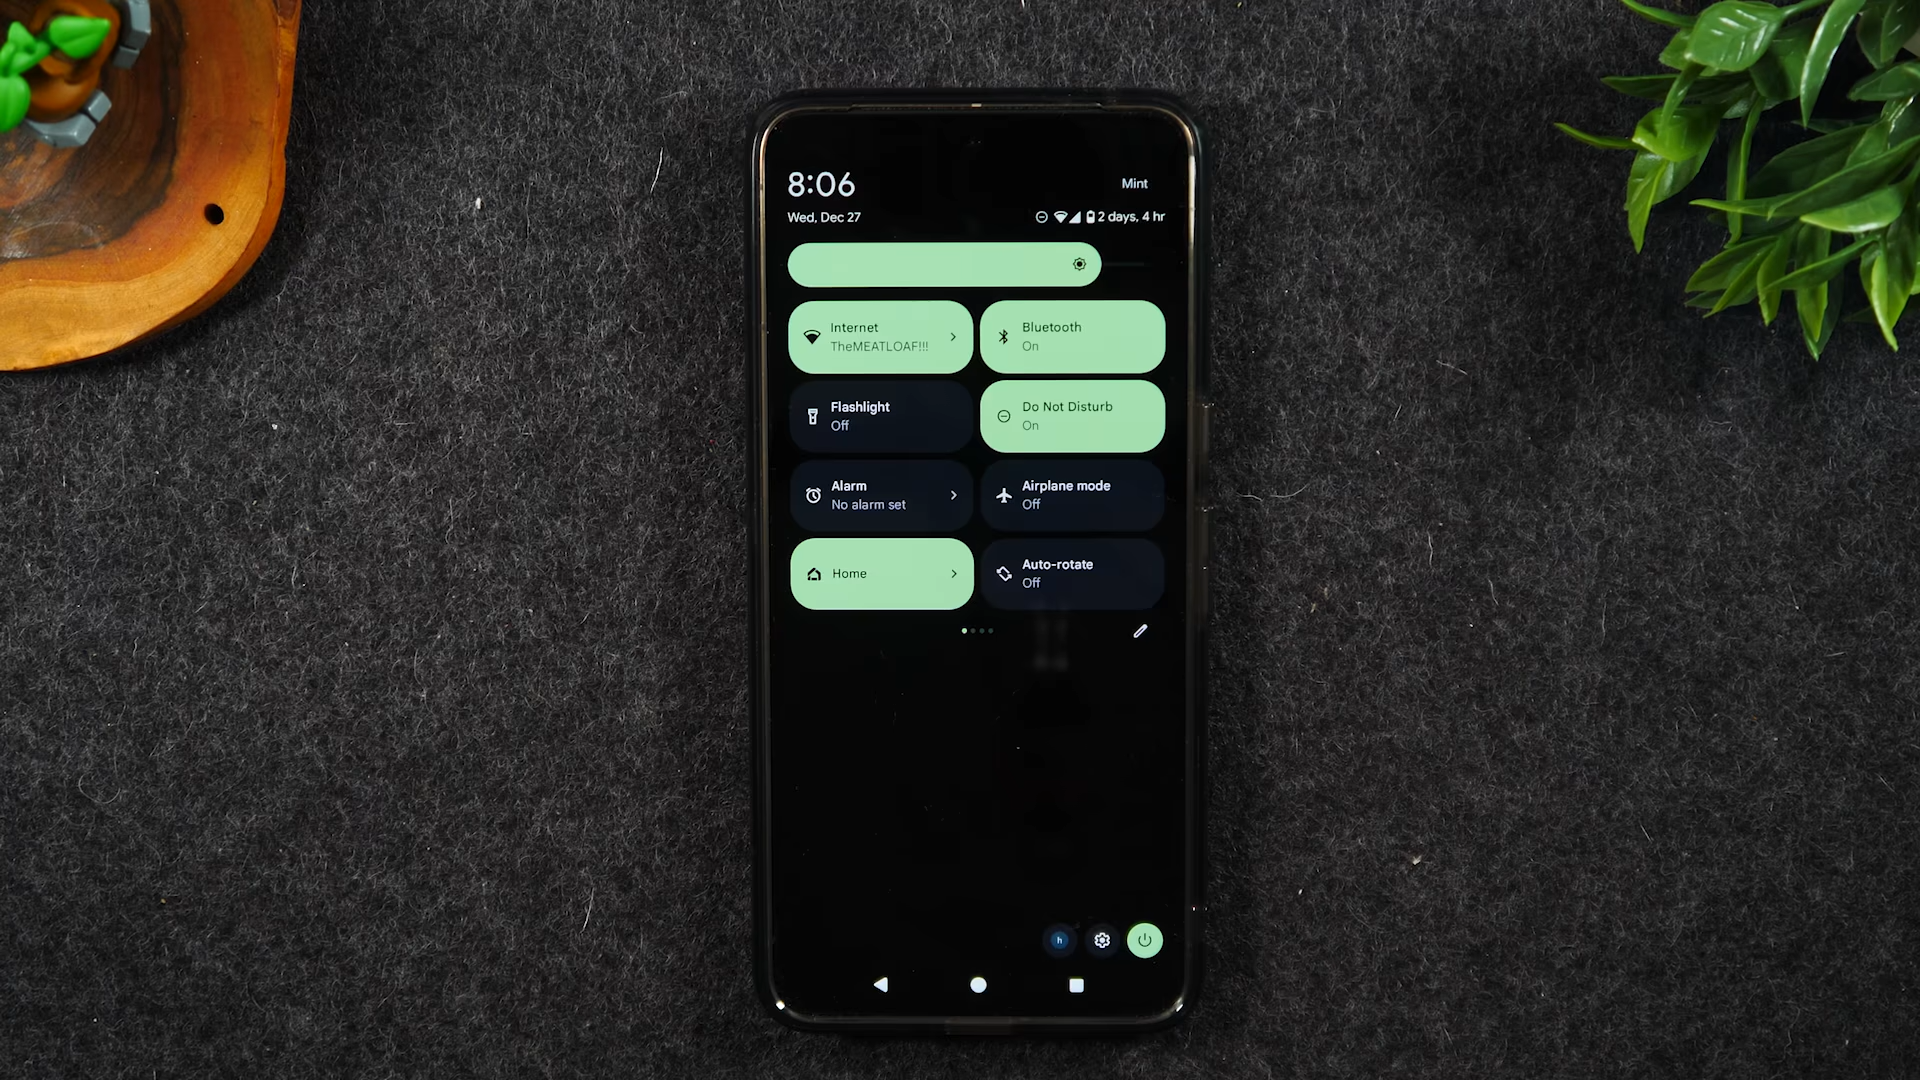 8:06
Mint
Wed, Dec 27
2 days, 4 hr
Internet
TheMEATLOAF!!!
Bluetooth
On
Flashlight
Off
Do Not Disturb
On
Alarm
No alarm set
Airplane mode
Off
Home
Auto-rotate
Off
h